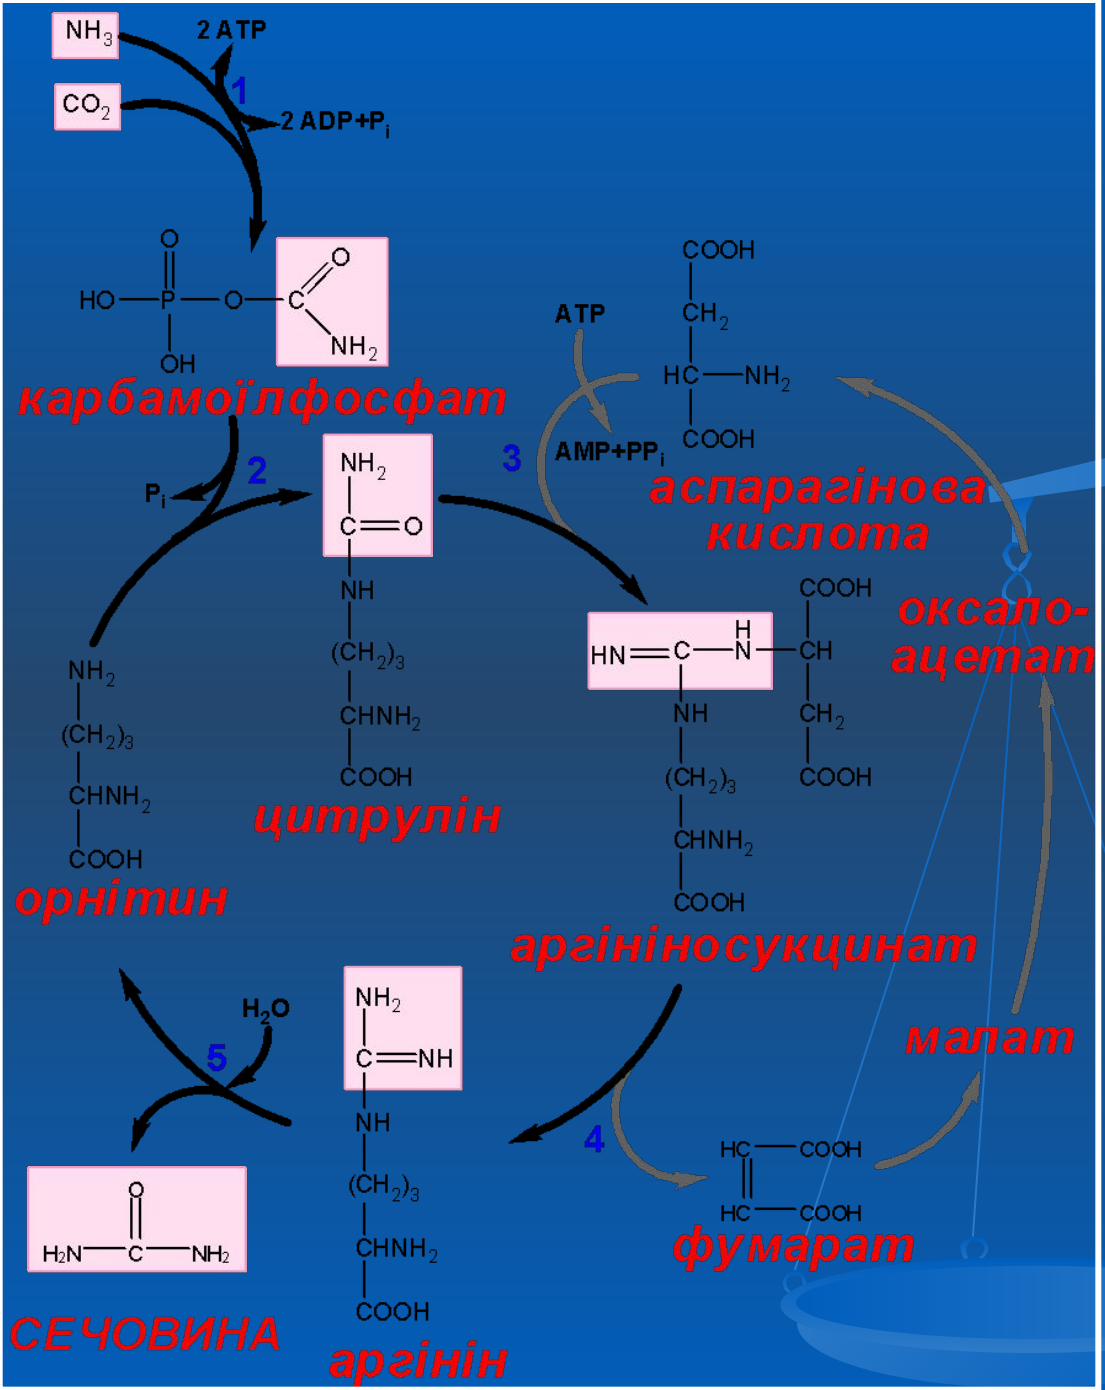 NH3
2 ATP
1
CO2
2 ADP+Pi
O
O
HO P O C
NH2
OH
карбамоїлфосфат
COOH
ATP
CH2
HC NH2
COOH
AMP+PPi
3
аспарагінова
кислота
2
Pi
NH2
C O
NH
(CH2)3
CHNH2
COOH
цитрулін
оксало-
ацетат
COOH
H
HN C N CH
NH
CH2
(CH2)3
COOH
CHNH2
COOH
аргініносукцинат
NH2
(CH2)3
CHNH2
COOH
орнітин
H2O
5
NH2
C NH
NH
(CH2)3
CHNH2
COOH
аргінін
4
малат
HC COOH
HC COOH
фумарат
O
H2N C NH2
СЕЧОВИНА